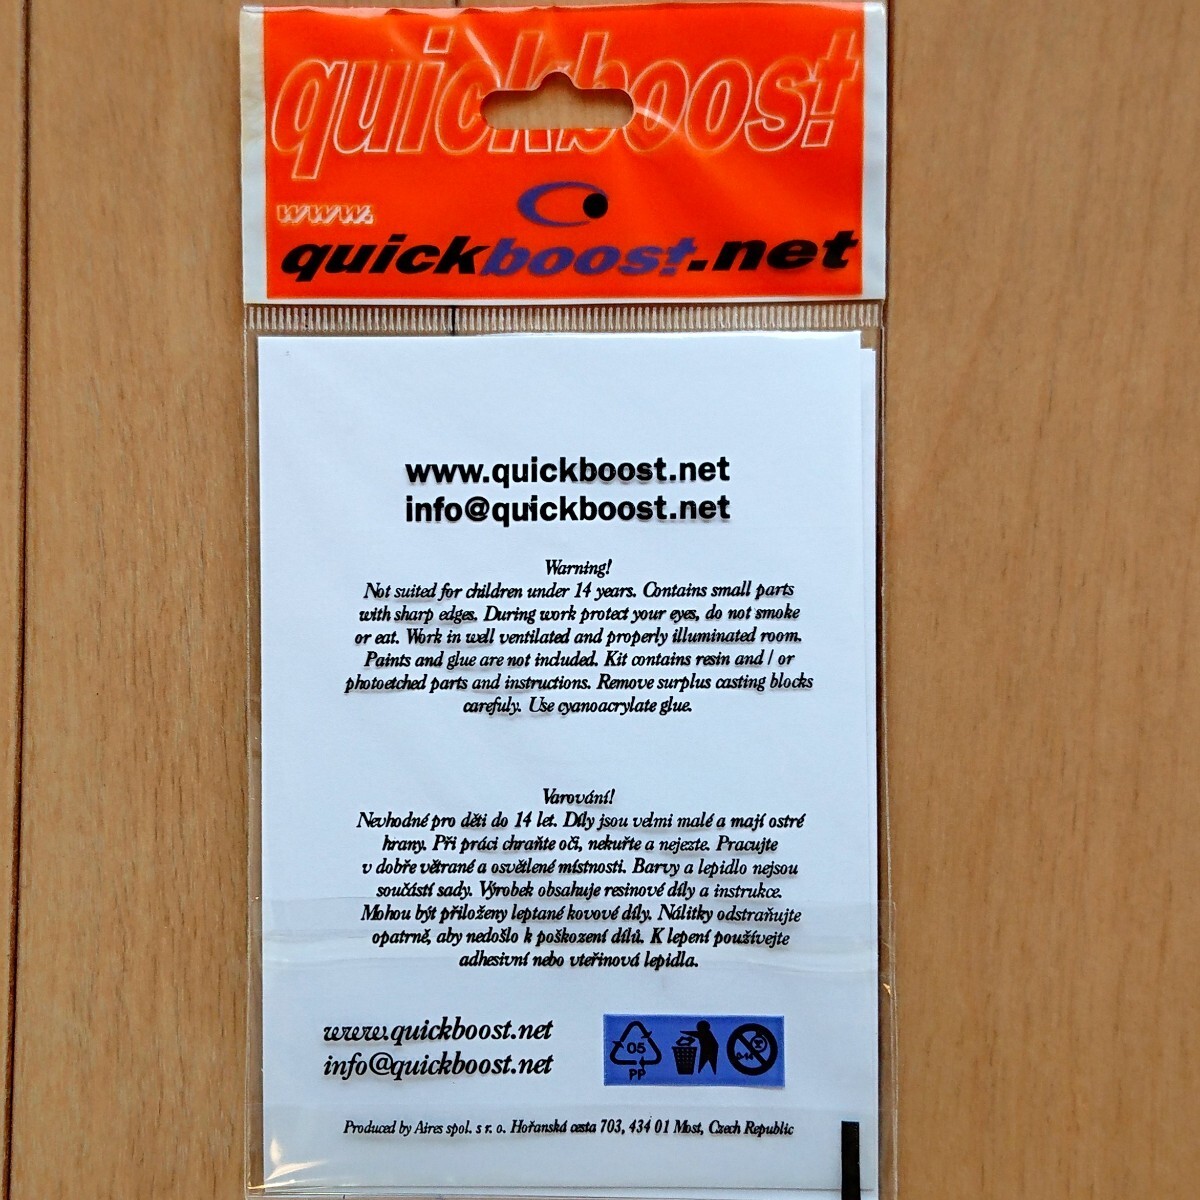 quickboost
www.
quickboost.net
www.quickboost.net
info@quickboost.net
Warning!
Not suited for children under 14 years. Contains small parts
with sharp edges. During work protect your eyes, do not smoke
or eat. Work in well ventilated and properly illuminated room.
Paints and glue are not included. Kit contains resin and / or
photoetched parts and instructions. Remove surplus casting blocks
carefuly. Use cyanoacrylate glue.
Varování!
Nevhodné pro děti do 14 let. Díly jsou velmi malé a mají ostré
hrany. Při práci chraňte oči, nekuřte a nejezte. Pracujte
v dobře větrané a osvětlené místnosti. Barvy a lepidlo nejsou
součástí sady. Výrobek obsahuje resinové díly a instrukce.
Mohou být přiloženy leptané kovové díly. Nálitky odstraňujte
opatrně, aby nedošlo k poškození dílů. K lepení používejte
adhesivní nebo vteřinová lepidla.
www.quickboost.net
info@quickboost.net
05
PP
0-14
Produced by Aires spol. s r. o. Hořanská cesta 703, 434 01 Most, Czech Republic